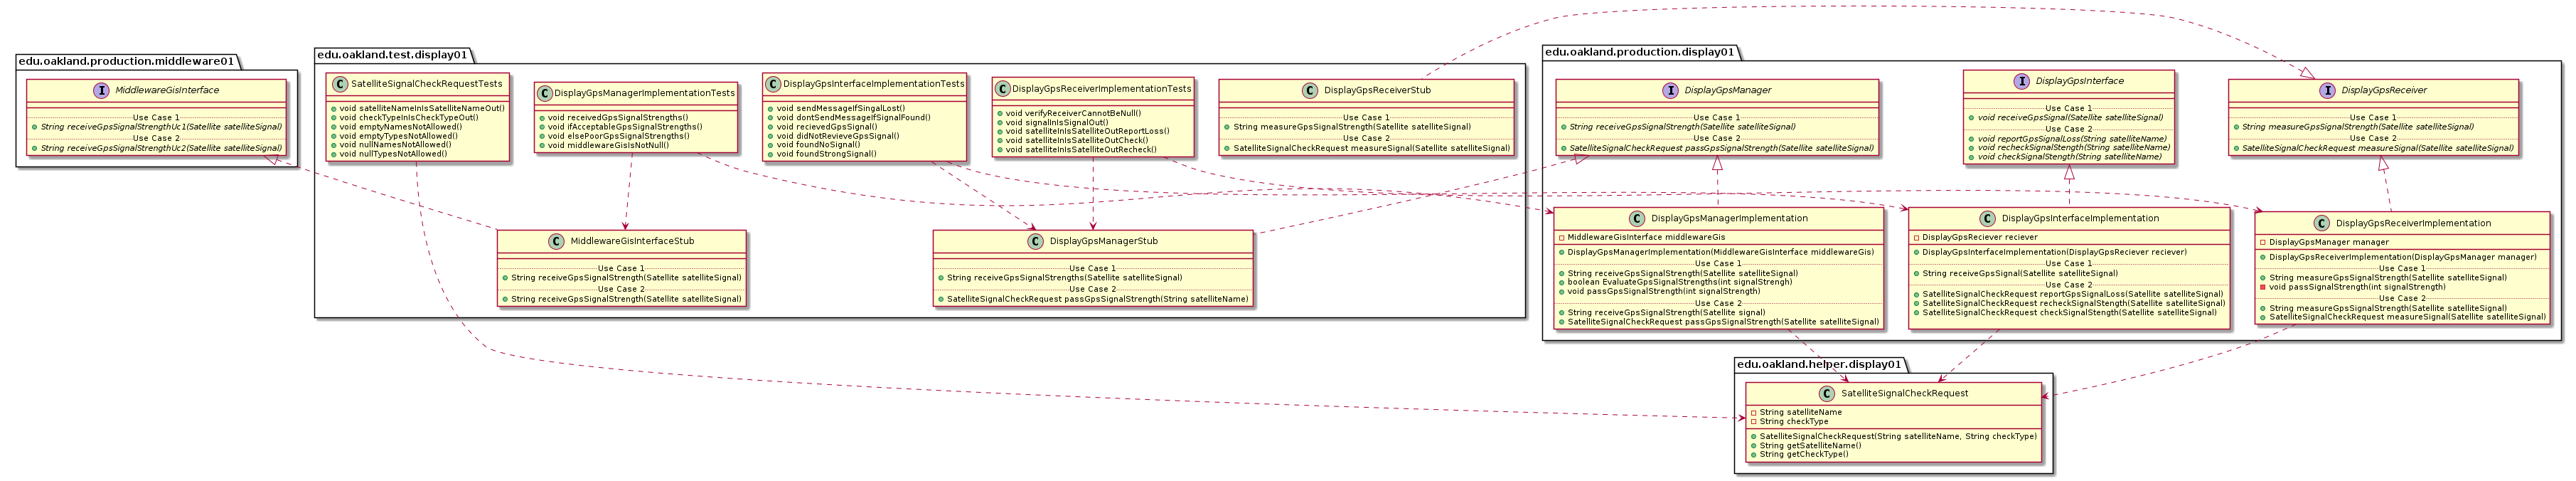 edu.oakland.production.middleware01
I MiddlewareGisInterface
Use Case 1
String receiveGpsSignalStrengthUc1(Satellite satelliteSignal)
Use Case 2
String receiveGpsSignalStrengthUc2(Satellite satelliteSignal)
edu.oakland.test.display01
C SatelliteSignalCheckRequestTests
void satelliteNameInIsSatelliteNameOut()
void checkTypeInIsCheckTypeOut()
void emptyNamesNotAllowed()
void emptyTypesNotAllowed()
void nullNamesNotAllowed()
void nullTypesNotAllowed()
C DisplayGpsManagerImplementationTests
void receivedGpsSignalStrengths()
void ifAcceptableGpsSignalStrengths()
void elsePoorGpsSignalStrengths()
void middlewareGisIsNotNull()
C DisplayGpsInterfaceImplementationTests
void sendMessageIfSingalLost()
void dontSendMessageIfSignalFound()
void recievedGpsSignal()
void didNotRevieveGpsSignal()
void foundNoSignal()
void foundStrongSignal()
C DisplayGpsReceiverImplementationTests
void verifyReceiverCannotBeNull()
void signalInIsSignalOut()
void satelliteInIsSatelliteOutReportLoss()
void satelliteInIsSatelliteOutCheck()
void satelliteInIsSatelliteOutRecheck()
C DisplayGpsReceiverStub
Use Case 1
String measureGpsSignalStrength(Satellite satelliteSignal)
Use Case 2
SatelliteSignalCheckRequest measureSignal(Satellite satelliteSignal)
C MiddlewareGisInterfaceStub
Use Case 1
String receiveGpsSignalStrength(Satellite satelliteSignal)
Use Case 2
String receiveGpsSignalStrength(Satellite satelliteSignal)
C DisplayGpsManagerStub
Use Case 1
String receiveGpsSignalStrengths(Satellite satelliteSignal)
Use Case 2
SatelliteSignalCheckRequest passGpsSignalStrength(String satelliteName)
edu.oakland.production.display01
I DisplayGpsManager
Use Case 1
String receiveGpsSignalStrength(Satellite satelliteSignal)
Use Case 2
SatelliteSignalCheckRequest passGpsSignalStrength(Satellite satelliteSignal)
I DisplayGpsInterface
Use Case 1
void receiveGpsSignal(Satellite satelliteSignal)
Use Case 2
void reportGpsSignalLoss(String satelliteName)
void recheckSignalStength(String satelliteName)
void checkSignalStength(String satelliteName)
I DisplayGpsReceiver
Use Case 1
String measureGpsSignalStrength(Satellite satelliteSignal)
Use Case 2
SatelliteSignalCheckRequest measureSignal(Satellite satelliteSignal)
C DisplayGpsManagerImplementation
MiddlewareGisInterface middlewareGis
DisplayGpsManagerImplementation(MiddlewareGisInterface middlewareGis)
Use Case 1
String receiveGpsSignalStrength(Satellite satelliteSignal)
boolean EvaluateGpsSignalStrengths(int signalStrengh)
void passGpsSignalStrength(int signalStrength)
Use Case 2
String receiveGpsSignalStrength(Satellite signal)
SatelliteSignalCheckRequest passGpsSignalStrength(Satellite satelliteSignal)
C DisplayGpsInterfaceImplementation
DisplayGpsReciever reciever
DisplayGpsInterfaceImplementation(DisplayGpsReciever reciever)
Use Case 1
String receiveGpsSignal(Satellite satelliteSignal)
Use Case 2
SatelliteSignalCheckRequest reportGpsSignalLoss(Satellite satelliteSignal)
SatelliteSignalCheckRequest recheckSignalStength(Satellite satelliteSignal)
SatelliteSignalCheckRequest checkSignalStength(Satellite satelliteSignal)
C DisplayGpsReceiverImplementation
DisplayGpsManager manager
DisplayGpsReceiverImplementation(DisplayGpsManager manager)
Use Case 1
String measureGpsSignalStrength(Satellite satelliteSignal)
void passSignalStrength(int signalStrength)
Use Case 2
String measureGpsSignalStrength(Satellite satelliteSignal)
SatelliteSignalCheckRequest measureSignal(Satellite satelliteSignal)
edu.oakland.helper.display01
C SatelliteSignalCheckRequest
String satelliteName
String checkType
SatelliteSignalCheckRequest(String satelliteName, String checkType)
String getSatelliteName()
String getCheckType()